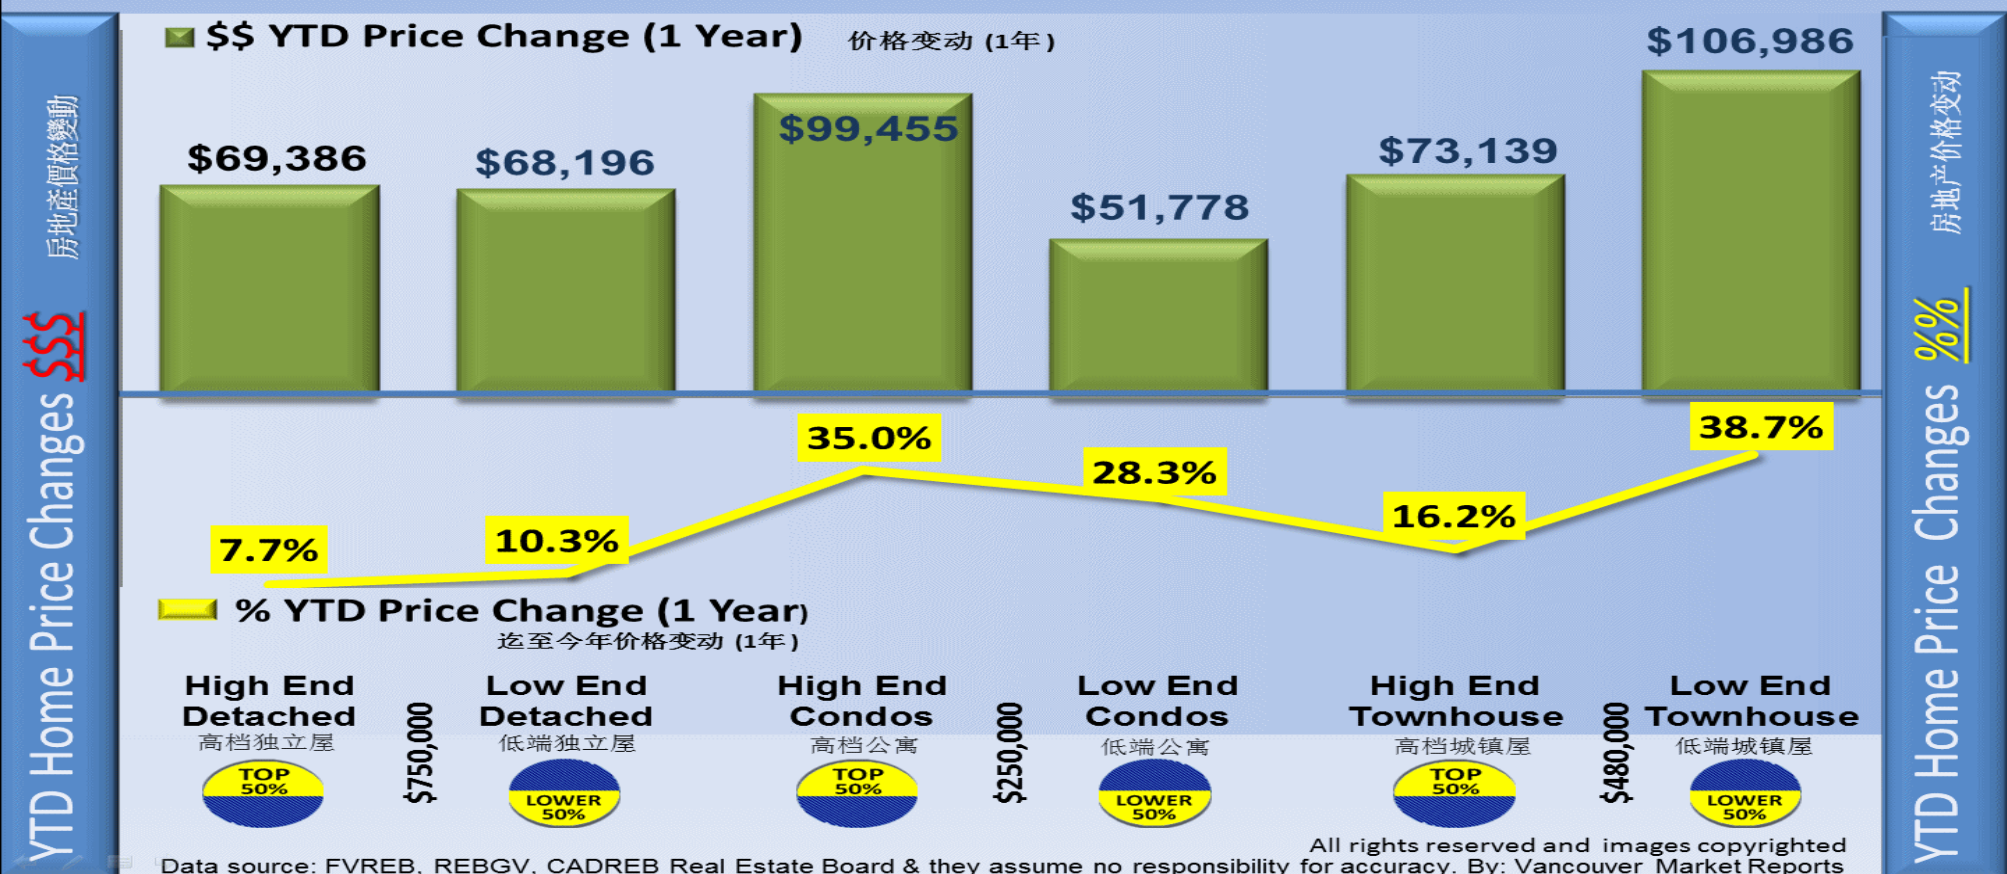 $$ YTD Price Change (1 Year) 价格变动 (1年)
$69,386
$68,196
$99,455
$51,778
$73,139
$106,986
YTD Home Price Changes $$$ 房地產價格變動
YTD Home Price Changes %% 房地产价格变动
7.7%
10.3%
35.0%
28.3%
16.2%
38.7%
% YTD Price Change (1 Year)
迄至今年价格变动 (1年)
High End
Detached
高档独立屋
TOP
50%
$750,000
Low End
Detached
低端独立屋
LOWER
50%
High End
Condos
高档公寓
TOP
50%
$250,000
Low End
Condos
低端公寓
LOWER
50%
High End
Townhouse
高档城镇屋
TOP
50%
$480,000
Low End
Townhouse
低端城镇屋
LOWER
50%
All rights reserved and images copyrighted
Data source: FVREB, REBGV, CADREB Real Estate Board & they assume no responsibility for accuracy. By: Vancouver Market Reports